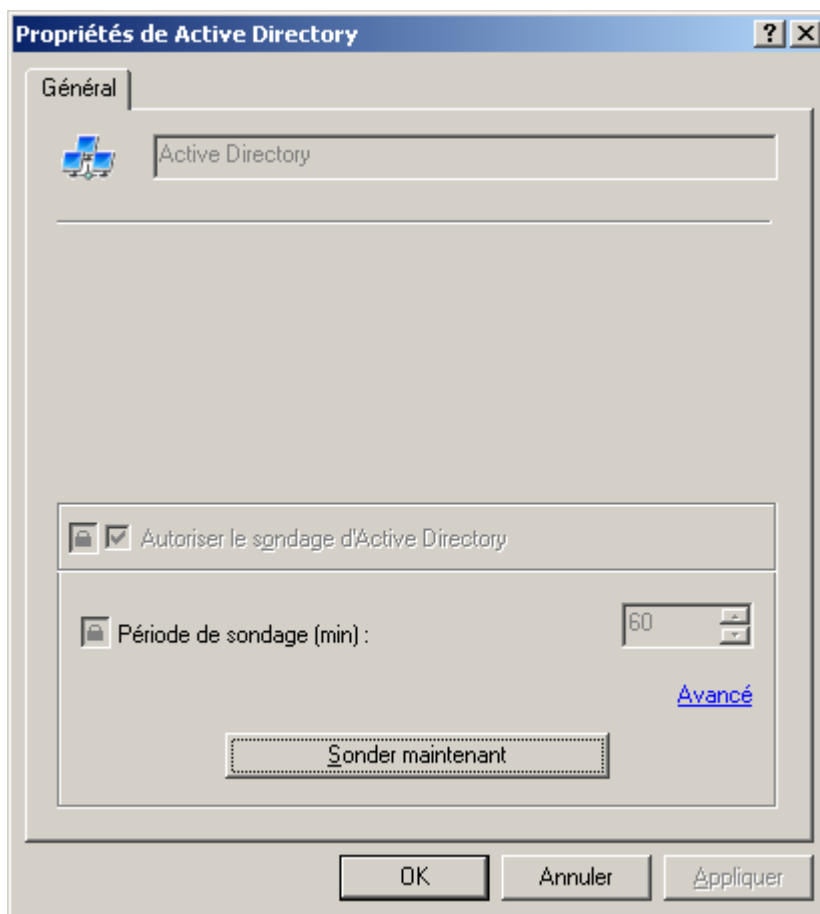 Propriétés de Active Directory
Général
Active Directory
Autoriser le sondage d'Active Directory
Période de sondage (min) :
60
Avancé
Sonder maintenant
OK
Annuler
Appliquer